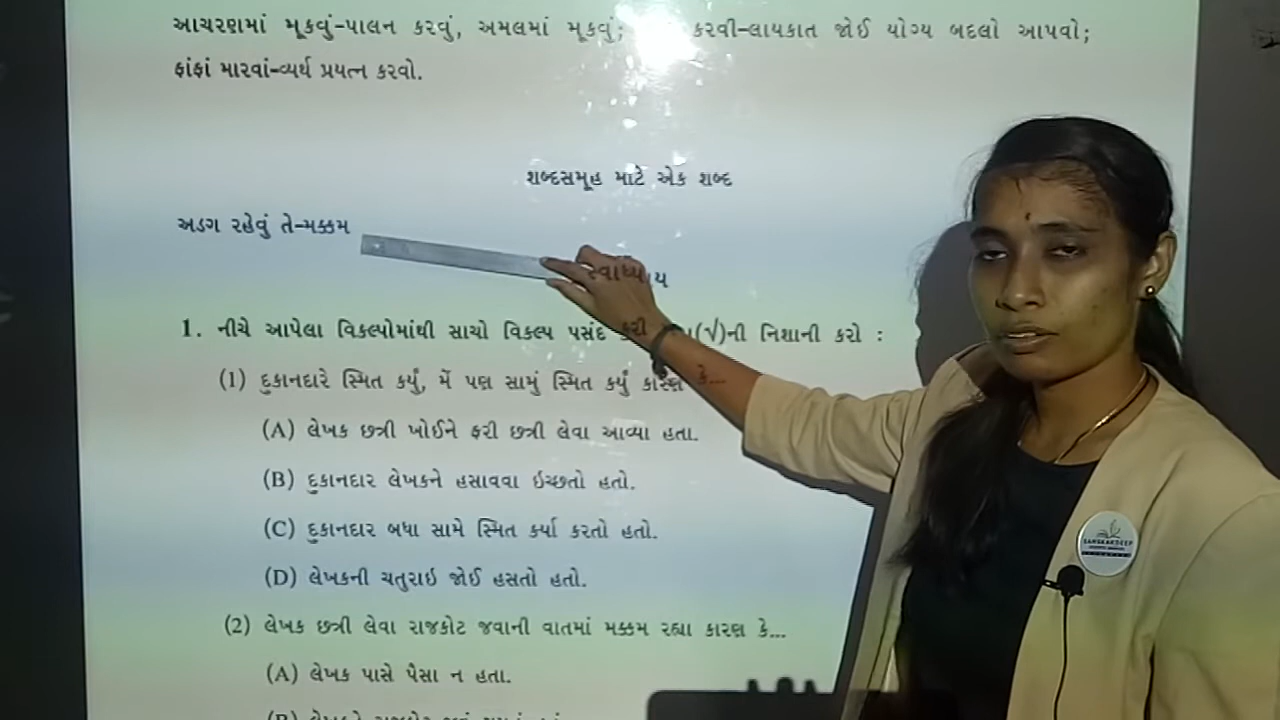 આચરણમાં મૂકવું-પાલન કરવું, અમલમાં મૂકવું; કરવી-લાયકાત જોઈ યોગ્ય બદલો આપવો;
ફાંફાં મારવાં-વ્યર્થ પ્રયત્ન કરવો.
શબ્દસમૂહ માટે એક શબ્દ
અડગ રહેવું તે-મક્કમ
સ્વાધ્યાય
1. નીચે આપેલા વિકલ્પોમાંથી સાચો વિકલ્પ પસંદ કરી (√)ની નિશાની કરો :
(1) દુકાનદારે સ્મિત કર્યું, મેં પણ સામું સ્મિત કર્યું કારણ કે...
(A) લેખક છત્રી ખોઈને ફરી છત્રી લેવા આવ્યા હતા.
(B) દુકાનદાર લેખકને હસાવવા ઇચ્છતો હતો.
(C) દુકાનદાર બધા સામે સ્મિત કર્યા કરતો હતો.
(D) લેખકની ચતુરાઇ જોઈ હસતો હતો.
(2) લેખક છત્રી લેવા રાજકોટ જવાની વાતમાં મક્કમ રહ્યા કારણ કે...
(A) લેખક પાસે પૈસા ન હતા.
SANSKARDEEP